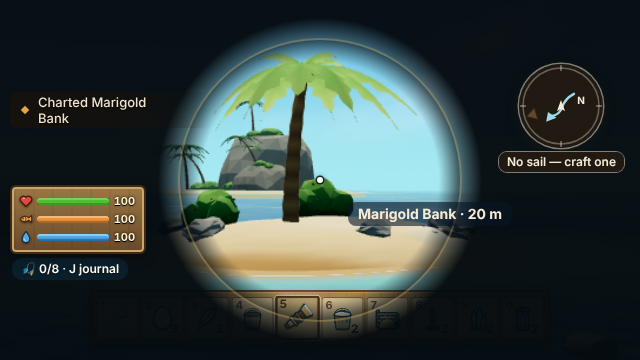 Charted Marigold
Bank
N
No sail — craft one
100
100
100
0/8 · J journal
Marigold Bank · 20 m
4
5
6
2
7